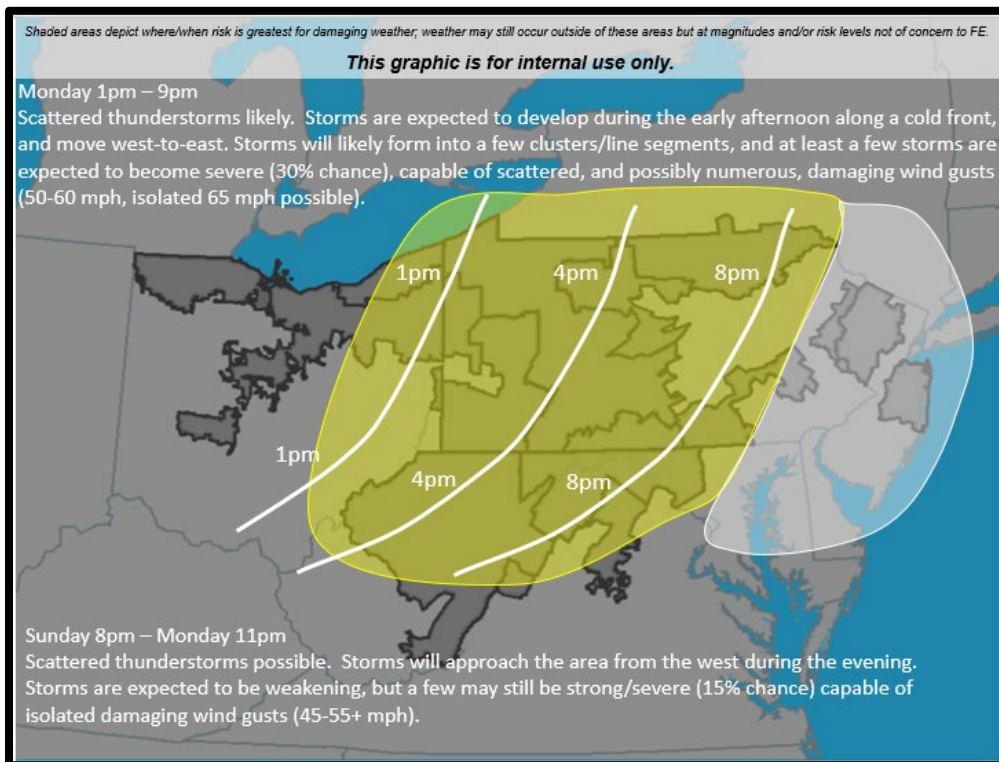 Shaded areas depict where/when risk is greatest for damaging weather; weather may still occur outside of these areas but at magnitudes and/or risk levels not of concern to FE.
This graphic is for internal use only.
Monday 1pm – 9pm
Scattered thunderstorms likely.  Storms are expected to develop during the early afternoon along a cold front,
and move west-to-east. Storms will likely form into a few clusters/line segments, and at least a few storms are
expected to become severe (30% chance), capable of scattered, and possibly numerous, damaging wind gusts
(50-60 mph, isolated 65 mph possible).
1pm
4pm
8pm
1pm
4pm
8pm
Sunday 8pm – Monday 11pm
Scattered thunderstorms possible.  Storms will approach the area from the west during the evening.
Storms are expected to be weakening, but a few may still be strong/severe (15% chance) capable of
isolated damaging wind gusts (45-55+ mph).